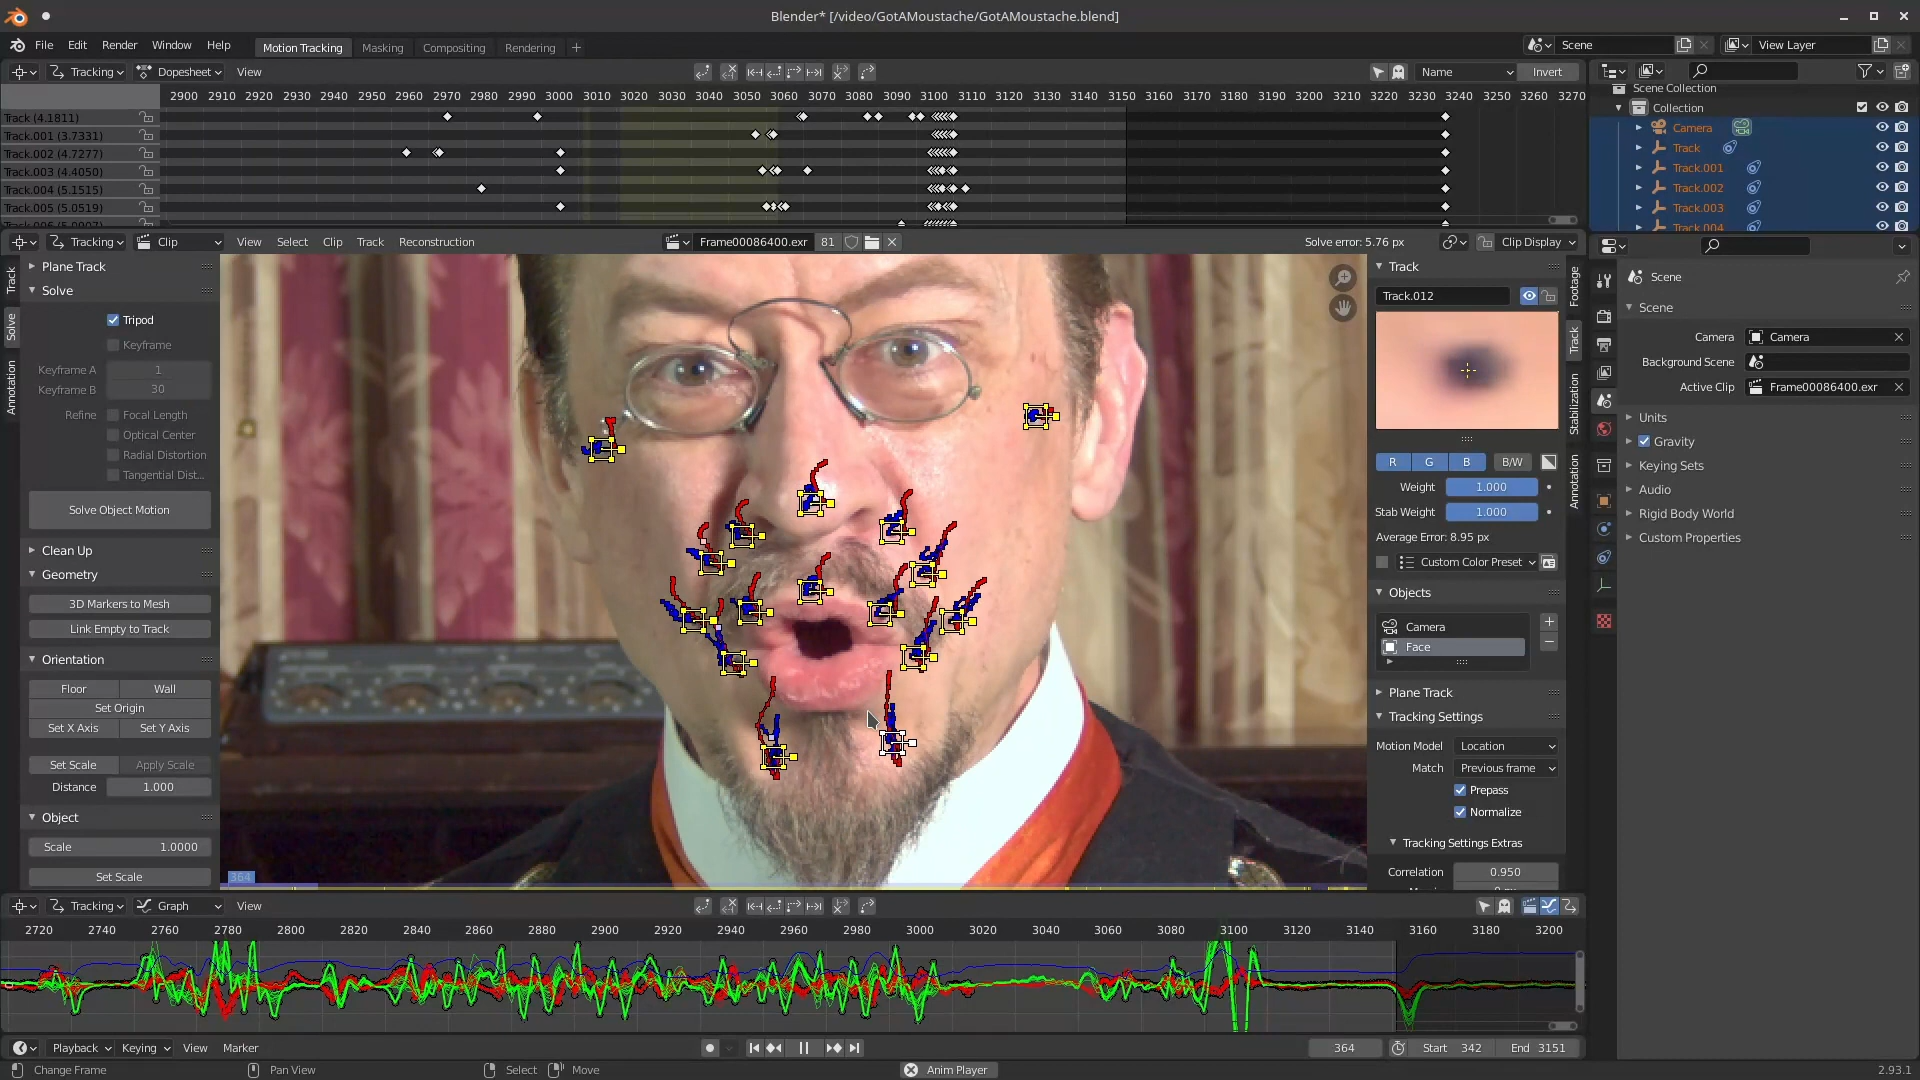 Blender* [/video/GotAMoustache/GotAMoustache.blend]
File Edit Render Window Help Motion Tracking Masking Compositing Rendering + Scene View Layer
Tracking Dopesheet View Name Invert
2900 2910 2920 2930 2940 2950 2960 2970 2980 2990 3000 3010 3020 3030 3040 3050 3060 3070 3080 3090 3100 3110 3120 3130 3140 3150 3160 3170 3180 3190 3200 3210 3220 3230 3240 3250 3260 3270
Track (4.1811)
Track.001 (3.7331)
Track.002 (4.7277)
Track.003 (4.4050)
Track.004 (5.1515)
Track.005 (5.0519)
Scene Collection
Collection
Camera
Track
Track.001
Track.002
Track.003
Track.004
Tracking Clip View Select Clip Track Reconstruction Frame00086400.exr 81 Solve error: 5.76 px Clip Display
Track
Solve
Annotation
Plane Track
Solve
Tripod
Keyframe
Keyframe A 1
Keyframe B 30
Refine Focal Length
Optical Center
Radial Distortion
Tangential Dist...
Solve Object Motion
Clean Up
Geometry
3D Markers to Mesh
Link Empty to Track
Orientation
Floor Wall
Set Origin
Set X Axis Set Y Axis
Set Scale Apply Scale
Distance 1.000
Object
Scale 1.0000
Set Scale
364
Track
Track.012
R G B B/W
Weight 1.000
Stab Weight 1.000
Average Error: 8.95 px
Custom Color Preset
Objects
Camera
Face
Plane Track
Tracking Settings
Motion Model Location
Match Previous frame
Prepass
Normalize
Tracking Settings Extras
Correlation 0.950
Footage
Track
Stabilization
Annotation
Scene
Scene
Camera Camera
Background Scene
Active Clip Frame00086400.exr
Units
Gravity
Keying Sets
Audio
Rigid Body World
Custom Properties
Tracking Graph View
2720 2740 2760 2780 2800 2820 2840 2860 2880 2900 2920 2940 2960 2980 3000 3020 3040 3060 3080 3100 3120 3140 3160 3180 3200
Playback Keying View Marker 364 Start 342 End 3151
Change Frame Pan View Select Move Anim Player 2.93.1